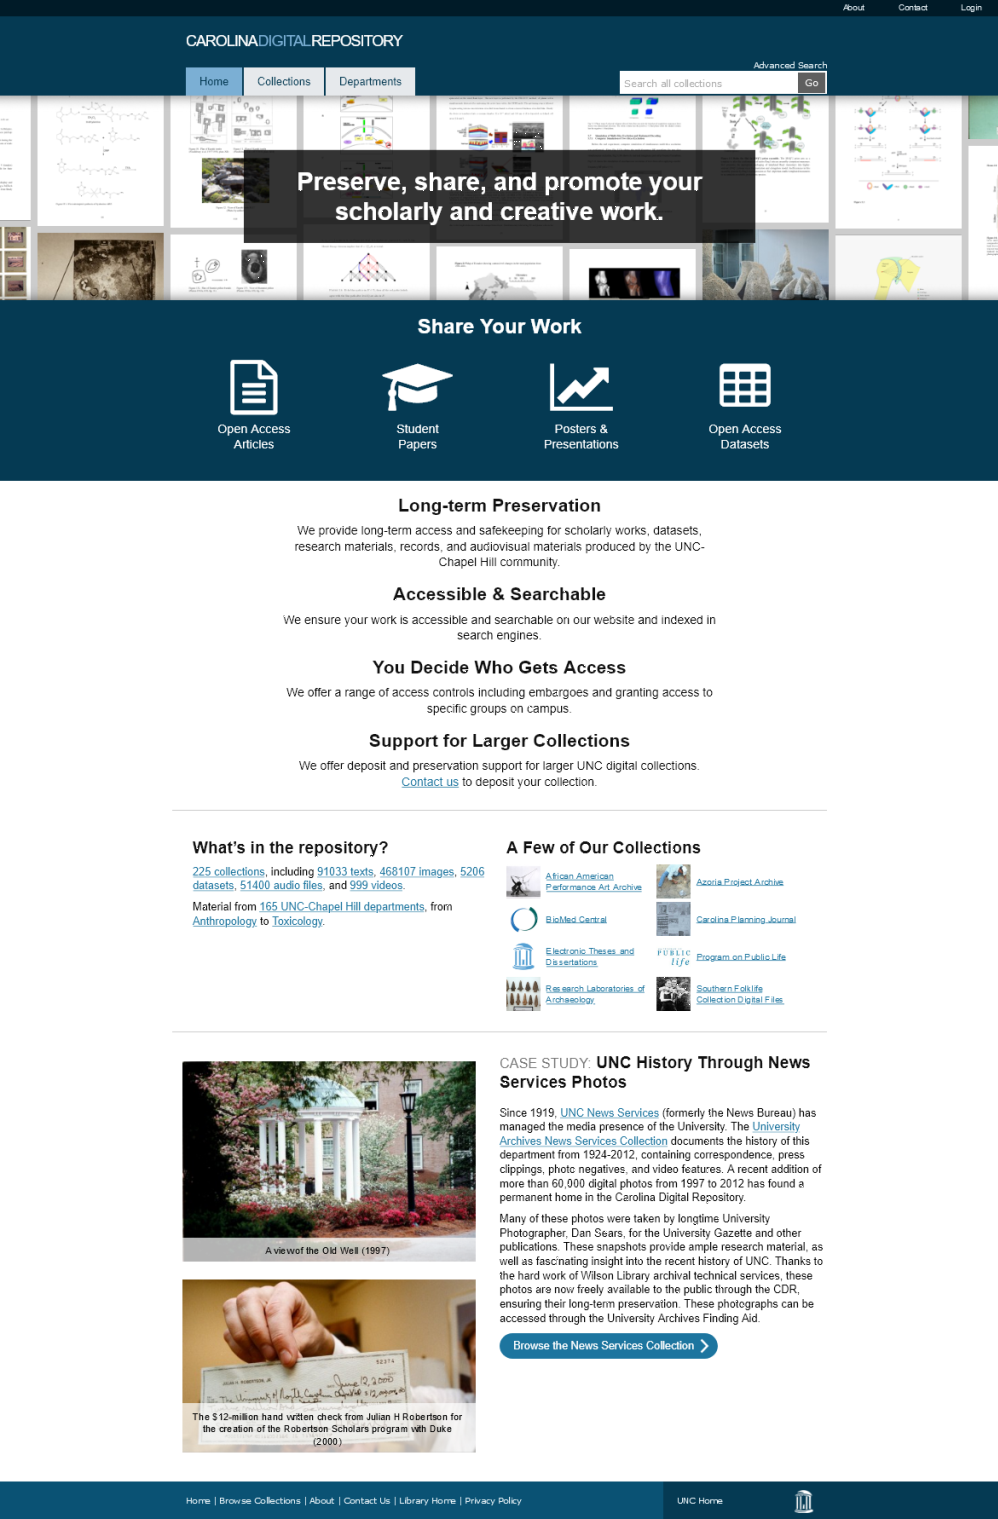 About Contact Login
CAROLINADIGITALREPOSITORY
Home Collections Departments
Advanced Search
Search all collections Go
Preserve, share, and promote your
scholarly and creative work.
Share Your Work
Open Access
Articles
Student
Papers
Posters &
Presentations
Open Access
Datasets
Long-term Preservation
We provide long-term access and safekeeping for scholarly works, datasets,
research materials, records, and audiovisual materials produced by the UNC-
Chapel Hill community.
Accessible & Searchable
We ensure your work is accessible and searchable on our website and indexed in
search engines.
You Decide Who Gets Access
We offer a range of access controls including embargoes and granting access to
specific groups on campus.
Support for Larger Collections
We offer deposit and preservation support for larger UNC digital collections.
Contact us to deposit your collection.
What's in the repository?
225 collections, including 91033 texts, 468107 images, 5206
datasets, 51400 audio files, and 999 videos.
Material from 165 UNC-Chapel Hill departments, from
Anthropology to Toxicology.
A Few of Our Collections
African American
Performance Art Archive
Azoria Project Archive
BioMed Central
Carolina Planning Journal
Electronic Theses and
Dissertations
PUBLIC
life
Program on Public Life
Research Laboratories of
Archaeology
Southern Folklife
Collection Digital Files
A view of the Old Well (1997)
52374
JULIAN H. ROBERTSON, JR.
June 12, 2000
The $12-million hand written check from Julian H Robertson for
the creation of the Robertson Scholars program with Duke
(2000)
CASE STUDY: UNC History Through News
Services Photos
Since 1919, UNC News Services (formerly the News Bureau) has
managed the media presence of the University. The University
Archives News Services Collection documents the history of this
department from 1924-2012, containing correspondence, press
clippings, photo negatives, and video features. A recent addition of
more than 60,000 digital photos from 1997 to 2012 has found a
permanent home in the Carolina Digital Repository.
Many of these photos were taken by longtime University
Photographer, Dan Sears, for the University Gazette and other
publications. These snapshots provide ample research material, as
well as fascinating insight into the recent history of UNC. Thanks to
the hard work of Wilson Library archival technical services, these
photos are now freely available to the public through the CDR,
ensuring their long-term preservation. These photographs can be
accessed through the University Archives Finding Aid.
Browse the News Services Collection
Home | Browse Collections | About | Contact Us | Library Home | Privacy Policy
UNC Home